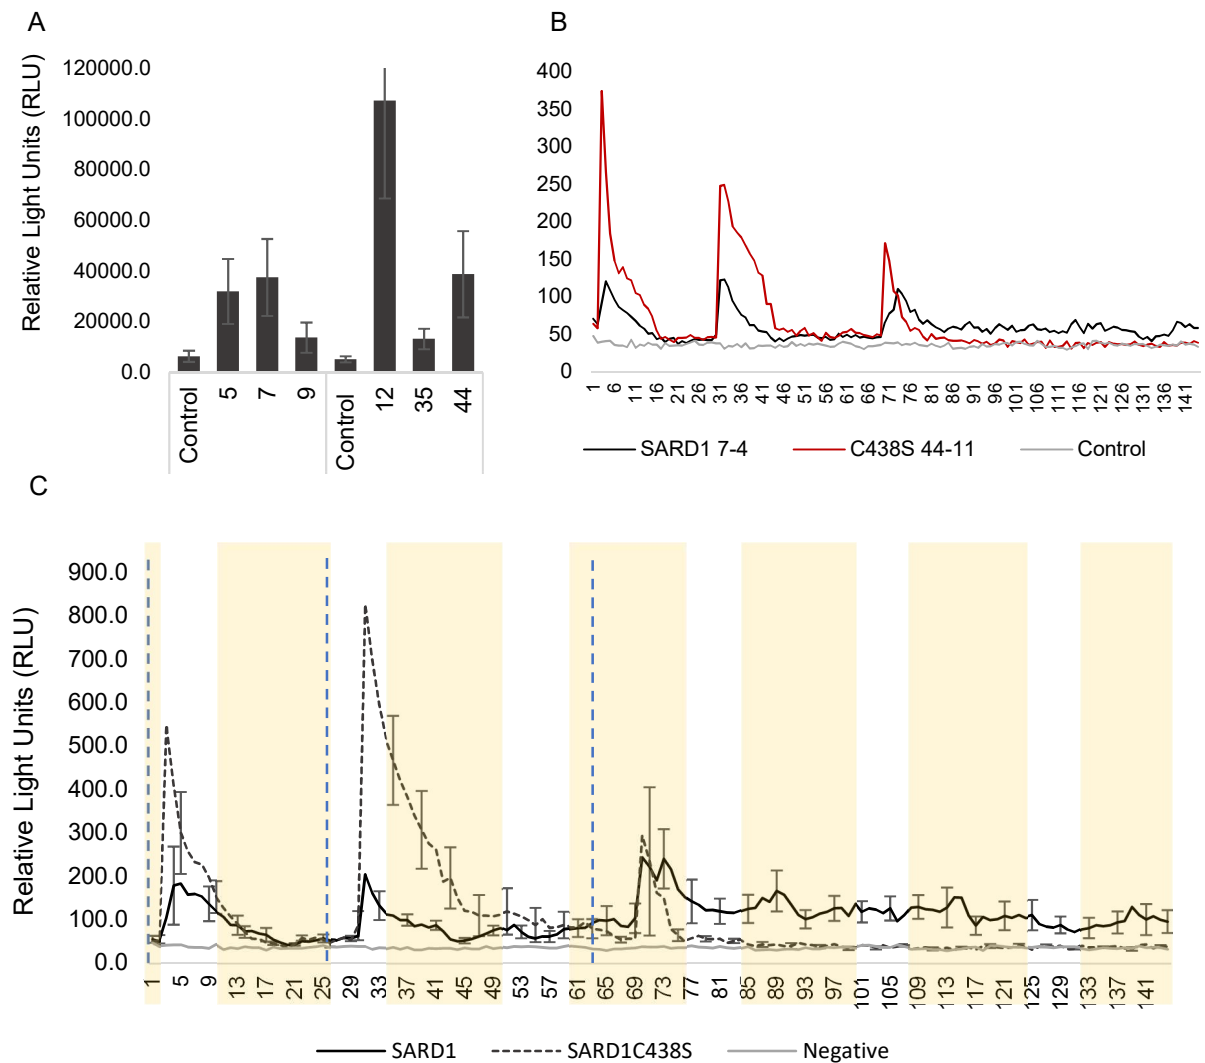 A
Relative Light Units (RLU)
120000.0
100000.0
80000.0
60000.0
40000.0
20000.0
0.0
Control 5 7 9 Control 12 35 44
B
400
350
300
250
200
150
100
50
0
1 6 11 16 21 26 31 36 41 46 51 56 61 66 71 76 81 86 91 96 101 106 111 116 121 126 131 136 141
SARD1 7-4 C438S 44-11 Control
C
Relative Light Units (RLU)
900.0
800.0
700.0
600.0
500.0
400.0
300.0
200.0
100.0
0.0
1 5 9 13 17 21 25 29 33 37 41 45 49 53 57 61 65 69 73 77 81 85 89 93 97 101 105 109 113 117 121 125 129 133 137 141
SARD1 SARD1C438S Negative